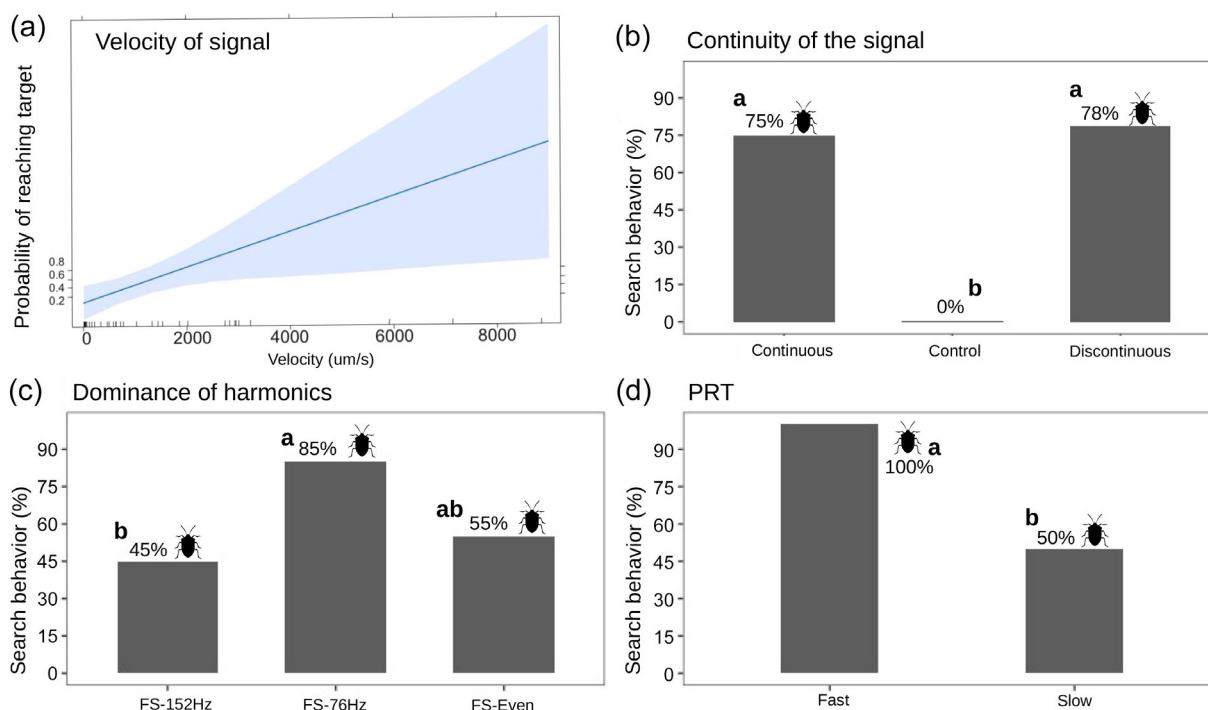 (a)
Velocity of signal
Probability of reaching target
0.8
0.6
0.4
0.2
0 2000 4000 6000 8000
Velocity (um/s)
(b) Continuity of the signal
Search behavior (%)
90
75
60
45
30
15
0
a
75%
b
0%
a
78%
Continuous Control Discontinuous
(c) Dominance of harmonics
Search behavior (%)
90
75
60
45
30
15
0
b
45%
a
85%
ab
55%
FS-152Hz FS-76Hz FS-Even
(d) PRT
Search behavior (%)
90
75
60
45
30
15
0
a
100%
b
50%
Fast Slow